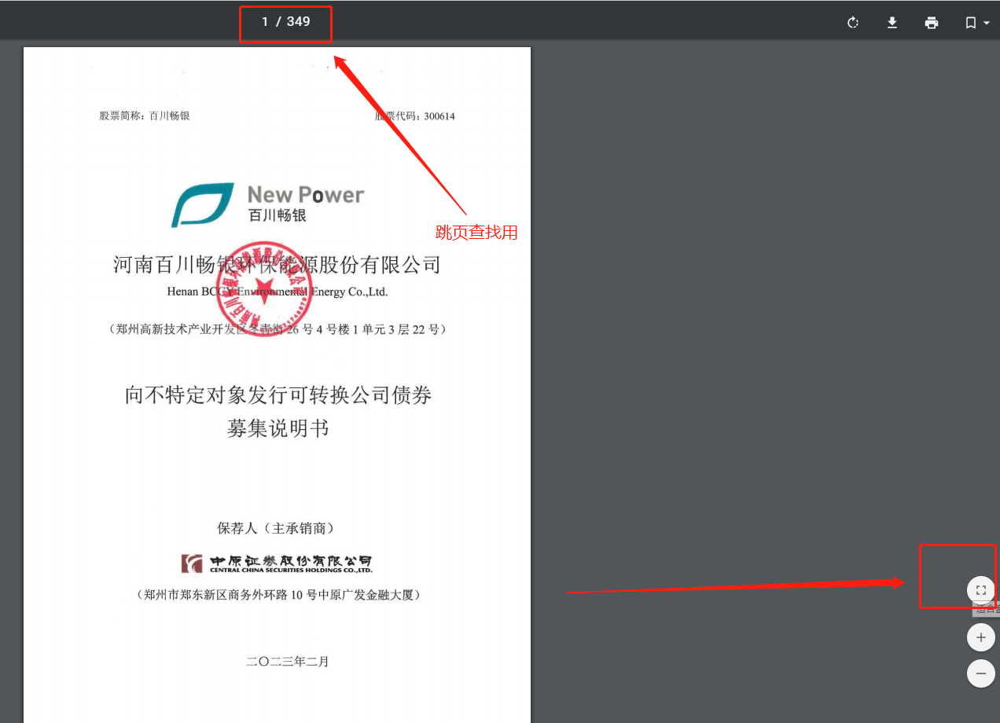 1 / 349
股票简称：百川畅银
股票代码：300614
New Power
百川畅银
跳页查找用
河南百川畅银环保能源股份有限公司
Henan BCCY Environmental Energy Co.,Ltd.
（郑州高新技术产业开发区冬青街 26 号 4 号楼 1 单元 3 层 22 号）
向不特定对象发行可转换公司债券
募集说明书
保荐人（主承销商）
中原证券股份有限公司
CENTRAL CHINA SECURITIES HOLDINGS CO.,LTD.
（郑州市郑东新区商务外环路 10 号中原广发金融大厦）
适合
二〇二三年二月